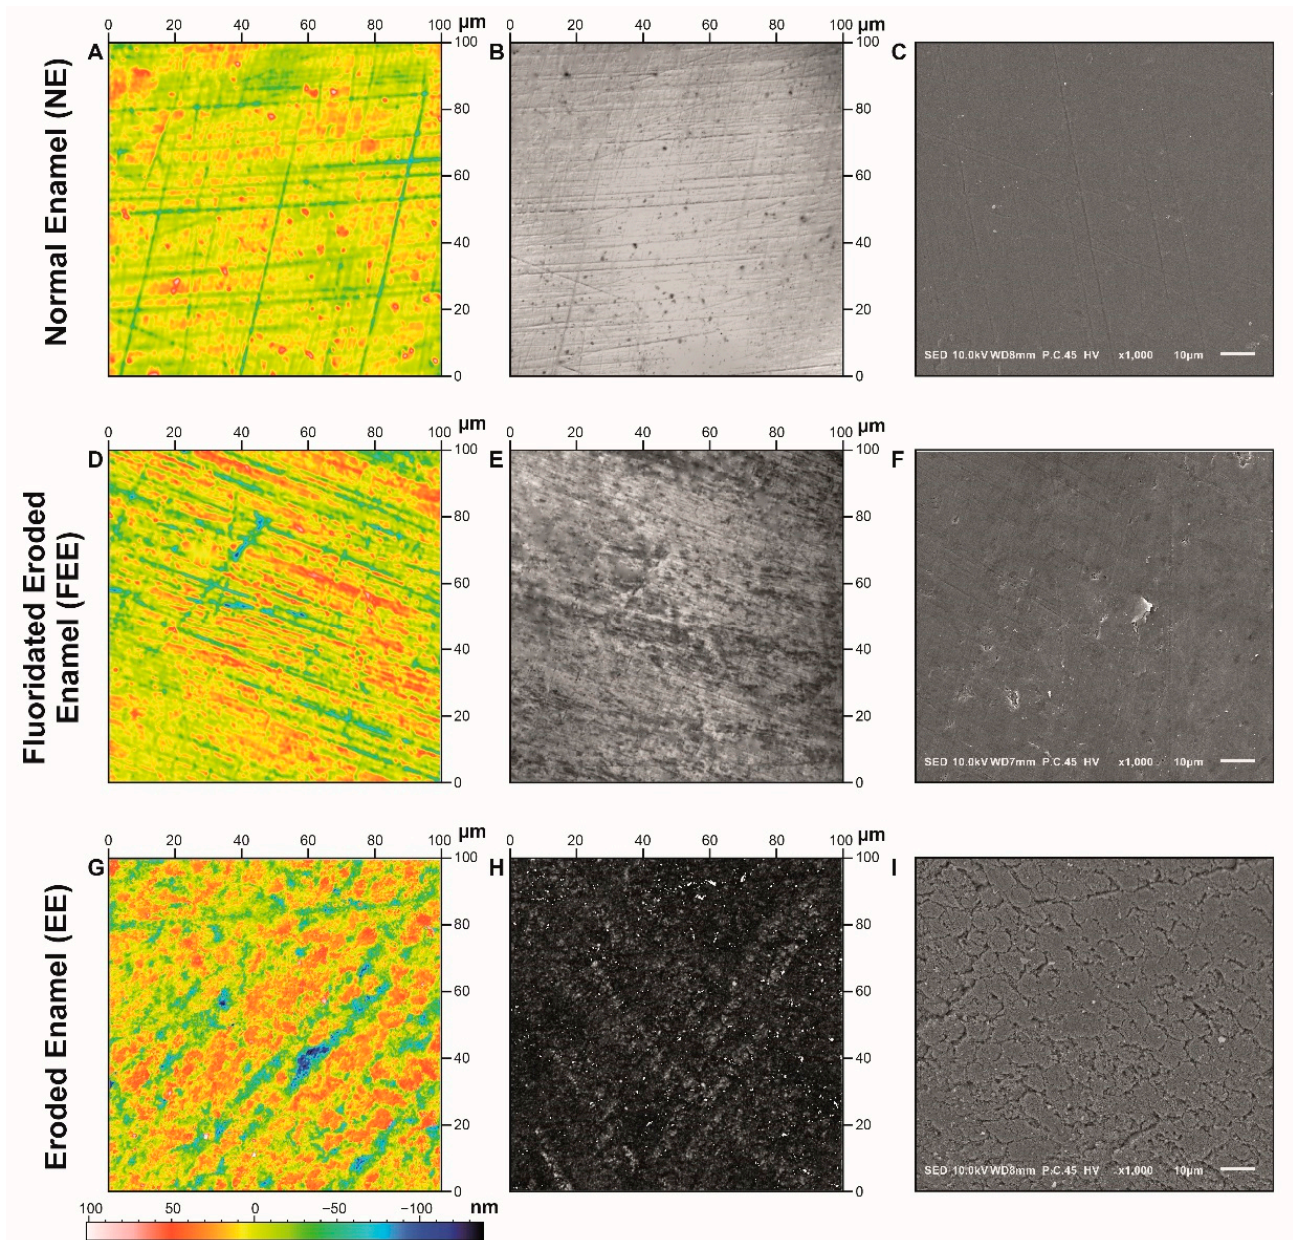 0 20 40 60 80 100 µm 0 20 40 60 80 100 µm
A B C
100 80 60 40 20 0 100 80 60 40 20 0
Normal Enamel (NE)
SED 10.0kV WD8mm P.C.45 HV x1,000 10µm
0 20 40 60 80 100 µm 0 20 40 60 80 100 µm
D E F
100 80 60 40 20 0 100 80 60 40 20 0
Fluoridated Eroded
Enamel (FEE)
SED 10.0kV WD7mm P.C.45 HV x1,000 10µm
0 20 40 60 80 100 µm 0 20 40 60 80 100 µm
G H I
100 80 60 40 20 0 100 80 60 40 20 0
Eroded Enamel (EE)
SED 10.0kV WD8mm P.C.45 HV x1,000 10µm
100 50 0 −50 −100 nm